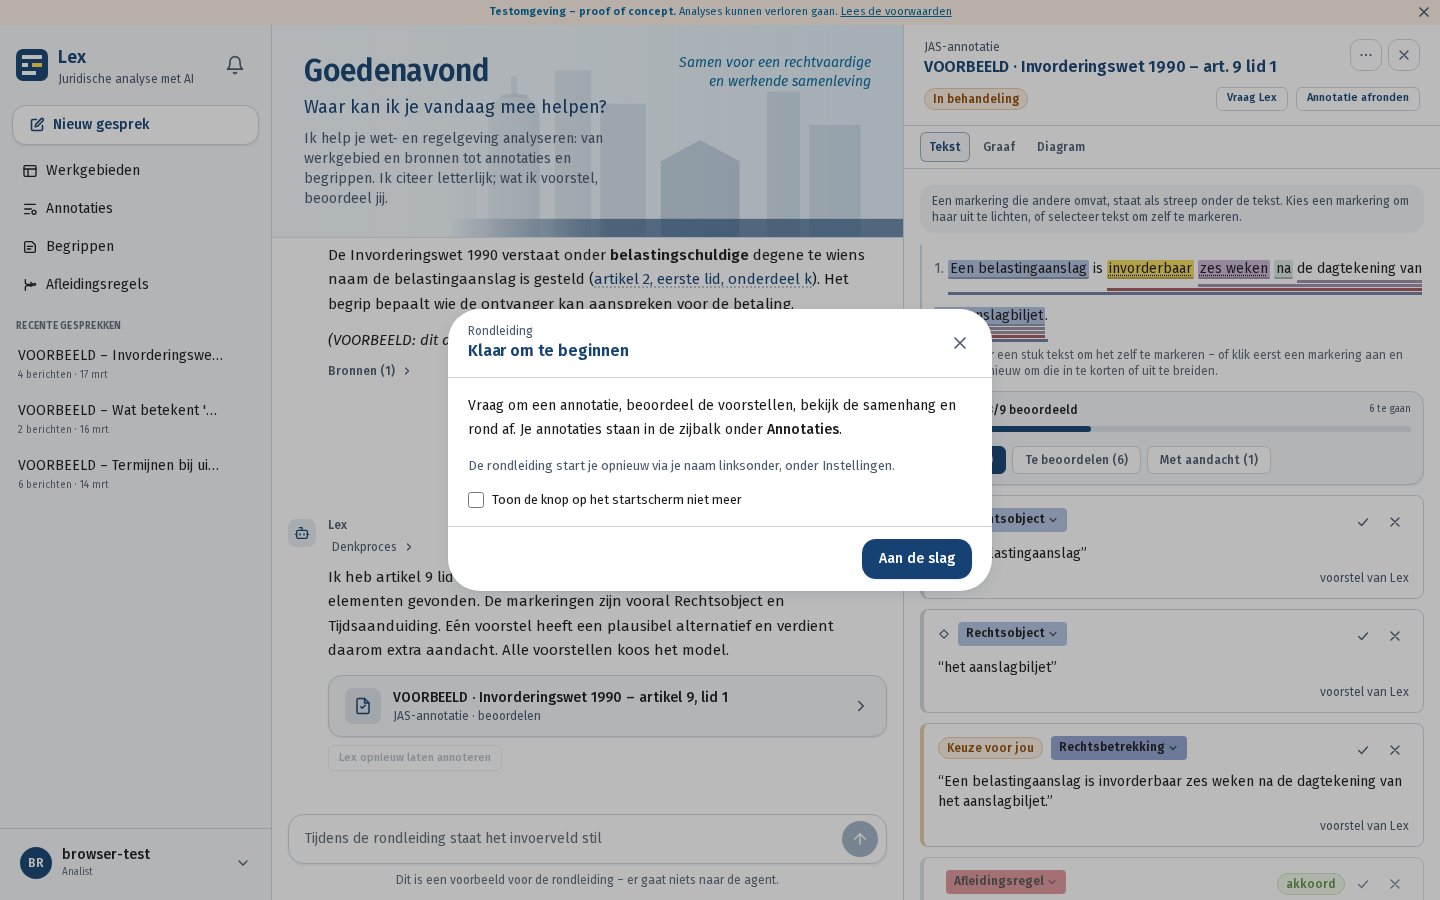 Testomgeving – proof of concept. Analyses kunnen verloren gaan. Lees de voorwaarden
Lex
Juridische analyse met AI
Nieuw gesprek
Werkgebieden
Annotaties
Begrippen
Afleidingsregels
RECENTE GESPREKKEN
VOORBEELD – Invorderingswe…
4 berichten · 17 mrt
VOORBEELD – Wat betekent '…
2 berichten · 16 mrt
VOORBEELD – Termijnen bij ui…
6 berichten · 14 mrt
BR
browser-test
Analist
Goedenavond
Waar kan ik je vandaag mee helpen?
Ik help je wet- en regelgeving analyseren: van
werkgebied en bronnen tot annotaties en
begrippen. Ik citeer letterlijk; wat ik voorstel,
beoordeel jij.
Samen voor een rechtvaardige
en werkende samenleving
De Invorderingswet 1990 verstaat onder belastingschuldige degene te wiens
naam de belastingaanslag is gesteld (artikel 2, eerste lid, onderdeel k). Het
begrip bepaalt wie de ontvanger kan aanspreken voor de betaling.
(VOORBEELD: dit
Bronnen (1)
Lex
Denkproces
Ik heb artikel 9 lid
elementen gevonden. De markeringen zijn vooral Rechtsobject en
Tijdsaanduiding. Eén voorstel heeft een plausibel alternatief en verdient
daarom extra aandacht. Alle voorstellen koos het model.
VOORBEELD · Invorderingswet 1990 – artikel 9, lid 1
JAS-annotatie · beoordelen
Lex opnieuw laten annoteren
Tijdens de rondleiding staat het invoerveld stil
Dit is een voorbeeld voor de rondleiding – er gaat niets naar de agent.
Rondleiding
Klaar om te beginnen
Vraag om een annotatie, beoordeel de voorstellen, bekijk de samenhang en
rond af. Je annotaties staan in de zijbalk onder Annotaties.
De rondleiding start je opnieuw via je naam linksonder, onder Instellingen.
Toon de knop op het startscherm niet meer
Aan de slag
JAS-annotatie
VOORBEELD · Invorderingswet 1990 – art. 9 lid 1
In behandeling
Vraag Lex
Annotatie afronden
Tekst
Graaf
Diagram
Een markering die andere omvat, staat als streep onder de tekst. Kies een markering om
haar uit te lichten, of selecteer tekst om zelf te markeren.
1. Een belastingaanslag is invorderbaar zes weken na de dagtekening van
nslagbiljet.
een stuk tekst om het zelf te markeren – of klik eerst een markering aan en
nieuw om die in te korten of uit te breiden.
/9 beoordeeld
6 te gaan
Te beoordelen (6)
Met aandacht (1)
tsobject
lastingaanslag”
voorstel van Lex
Rechtsobject
“het aanslagbiljet”
voorstel van Lex
Keuze voor jou
Rechtsbetrekking
“Een belastingaanslag is invorderbaar zes weken na de dagtekening van
het aanslagbiljet.”
voorstel van Lex
Afleidingsregel
akkoord